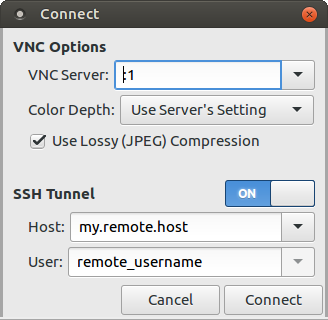 Connect
VNC Options
VNC Server: :1
Color Depth: Use Server's Setting
Use Lossy (JPEG) Compression
SSH Tunnel ON
Host: my.remote.host
User: remote_username
Cancel Connect